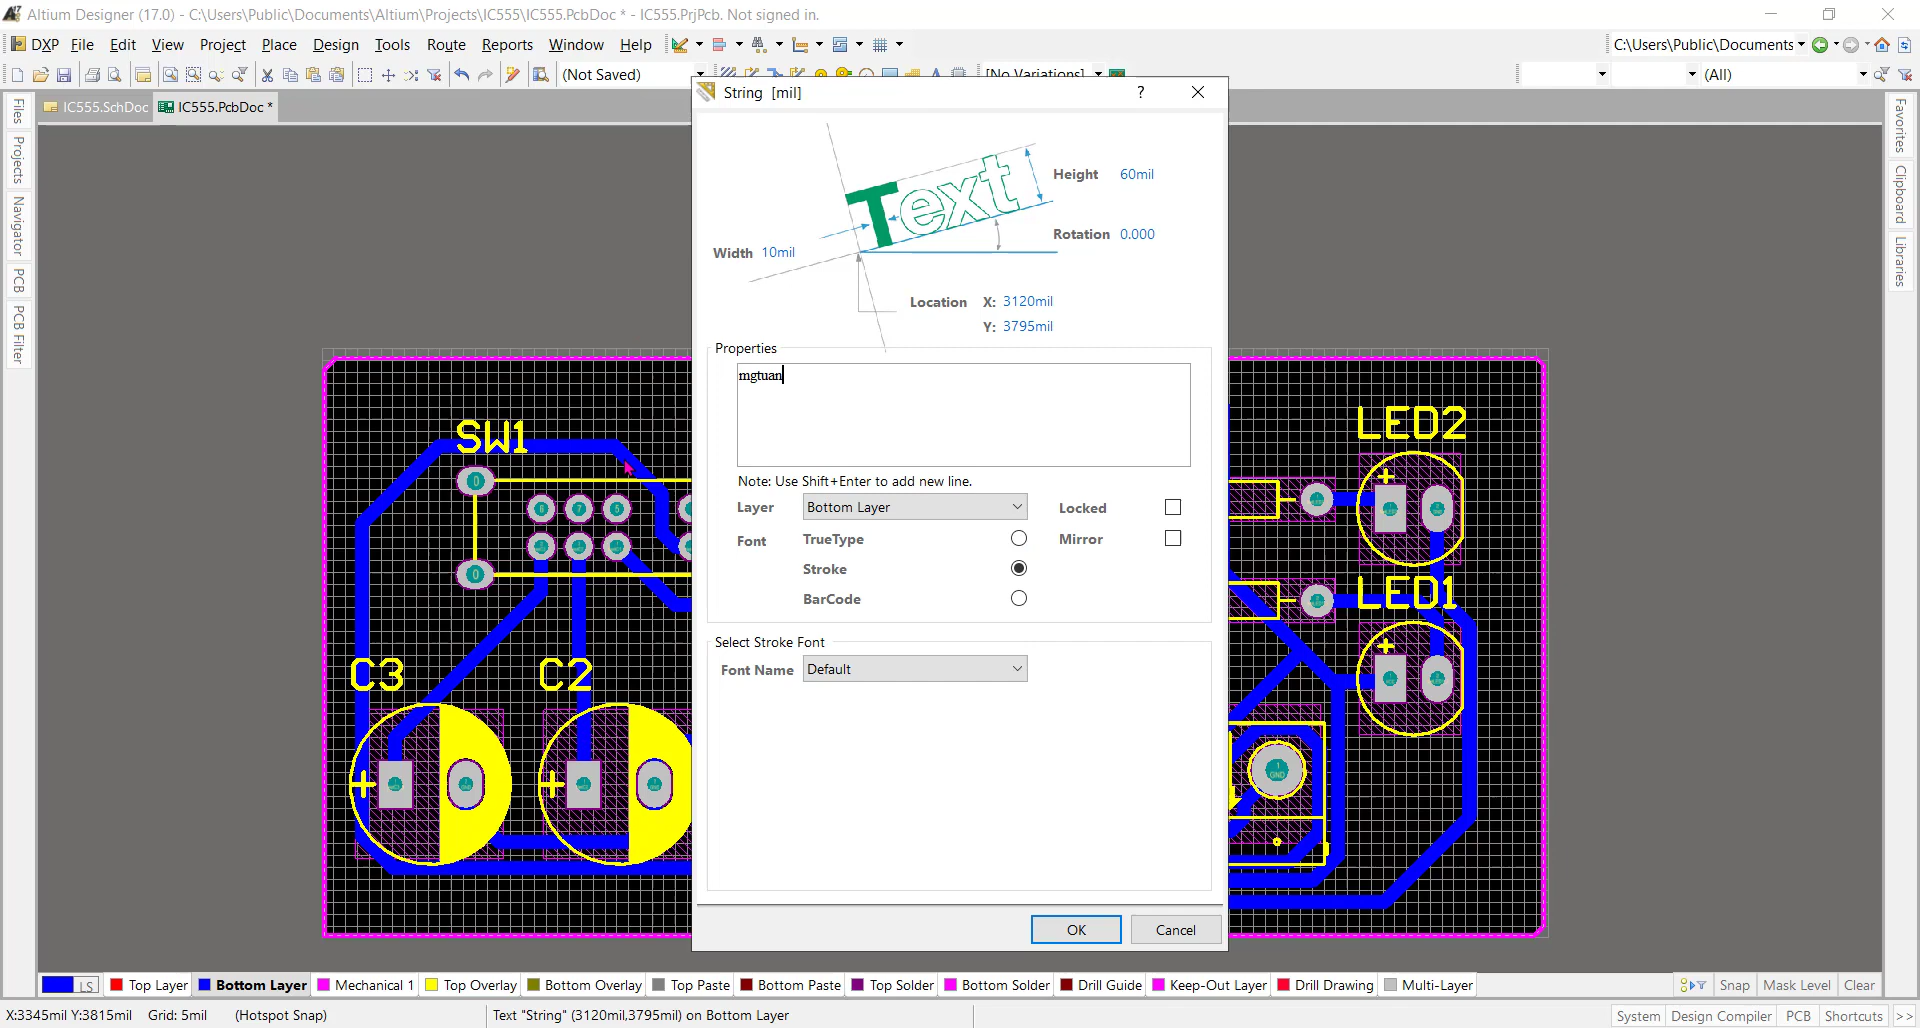 Altium Designer (17.0) - C:\Users\Public\Documents\Altium\Projects\IC555\IC555.PcbDoc * - IC555.PrjPcb. Not signed in.
DXP File Edit View Project Place Design Tools Route Reports Window Help C:\Users\Public\Documents
(Not Saved) [No Variations] (All)
IC555.SchDoc IC555.PcbDoc *
Files
Projects
Navigator
PCB
PCB Filter
Favorites
Clipboard
Libraries
String [mil] ?
Text
Height 60mil
Rotation 0.000
Width 10mil
Location X: 3120mil
Y: 3795mil
Properties
mgtuan
Note: Use Shift+Enter to add new line.
Layer Bottom Layer Locked
Font TrueType Mirror
Stroke
BarCode
Select Stroke Font
Font Name Default
OK Cancel
SW1
0
8 7 5
0
C3 C2
+ +
LED2
+
LED1
+
1
GND
LS Top Layer Bottom Layer Mechanical 1 Top Overlay Bottom Overlay Top Paste Bottom Paste Top Solder Bottom Solder Drill Guide Keep-Out Layer Drill Drawing Multi-Layer Snap Mask Level Clear
X:3345mil Y:3815mil Grid: 5mil (Hotspot Snap) Text "String" (3120mil,3795mil) on Bottom Layer System Design Compiler PCB Shortcuts >>